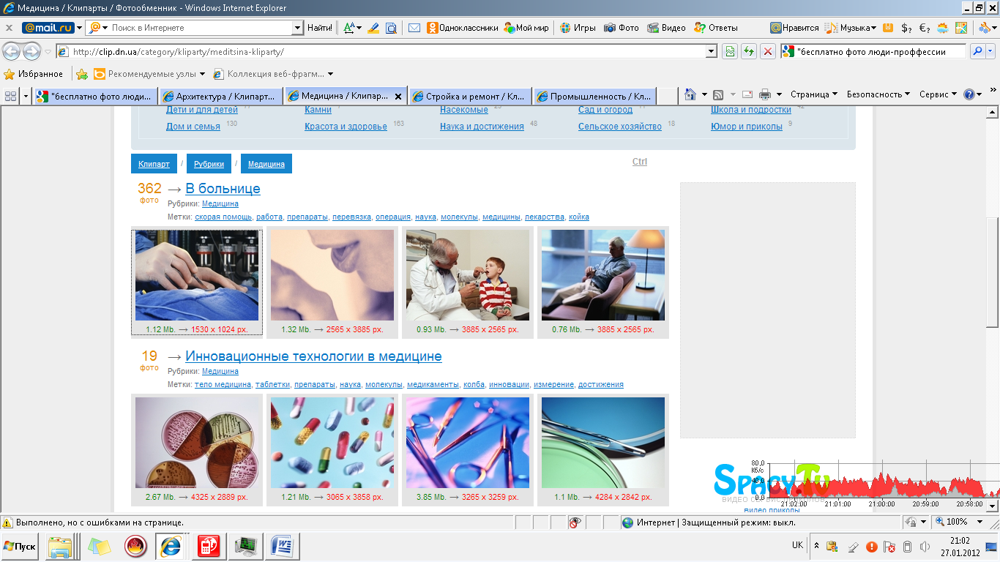 Медицина / Клипарты / Фотообменник - Windows Internet Explorer
@mail.ru Поиск в Интернете Найти! Одноклассники Мой мир Игры Фото Видео Ответы Нравится Музыка
http://clip.dn.ua/category/kliparty/meditsina-kliparty/ "бесплатно фото люди-проффессии
Избранное Рекомендуемые узлы Коллекция веб-фрагм...
"бесплатно фото люди... Архитектура / Клипарт... Медицина / Клипар... Стройка и ремонт / Кл... Промышленность / Кл... Страница Безопасность Сервис
Дети и для детей Камни Насекомые Сад и огород Школа и подростки
Дом и семья 130 Красота и здоровье 163 Наука и достижения 48 Сельское хозяйство 18 Юмор и приколы 9
Клипарт / Рубрики / Медицина Ctrl
362 → В больнице
фото Рубрики: Медицина
Метки: скорая помощь, работа, препараты, перевязка, операция, наука, молекулы, медицины, лекарства, койка
1.12 Mb. → 1530 x 1024 px. 1.32 Mb. → 2565 x 3885 px. 0.93 Mb. → 3885 x 2565 px. 0.76 Mb. → 3885 x 2565 px.
19 → Инновационные технологии в медицине
фото Рубрики: Медицина
Метки: тело медицина, таблетки, препараты, наука, молекулы, медикаменты, колба, инновации, измерение, достижения
2.67 Mb. → 4325 x 2889 px. 1.21 Mb. → 3065 x 3858 px. 3.85 Mb. → 3265 x 3259 px. 1.1 Mb. → 4284 x 2842 px.
80,0
Кб/с
40,0
0,0
Spacy.Tv
21:02:00 21:01:00 21:00:00 20:59:00 20:58:00
видео приколы
Выполнено, но с ошибками на странице. Интернет | Защищенный режим: выкл. 100%
Пуск UK 21:02
27.01.2012